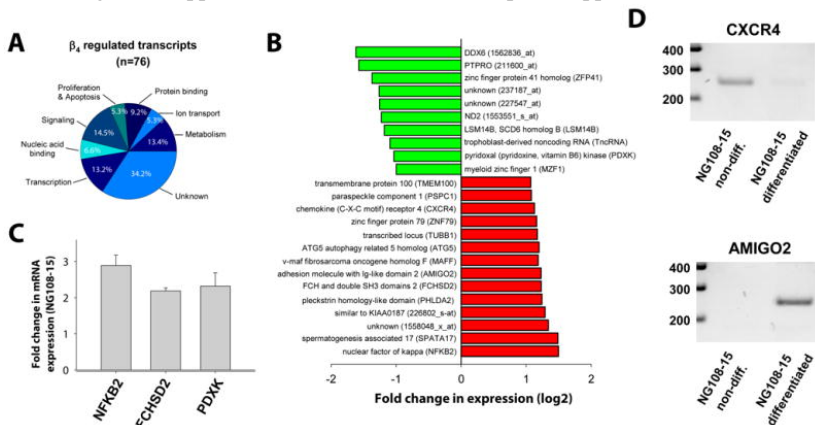 A
β4 regulated transcripts
(n=76)
Proliferation
& Apoptosis
Protein binding
Ion transport
Metabolism
Unknown
Transcription
Nucleic acid
binding
Signaling
5.3%
9.2%
5.3%
13.4%
34.2%
13.2%
6.6%
14.5%
B
DDX6 (1562836_at)
PTPRO (211600_at)
zinc finger protein 41 homolog (ZFP41)
unknown (237187_at)
unknown (227547_at)
ND2 (1553551_s_at)
LSM14B, SCD6 homolog B (LSM14B)
trophoblast-derived noncoding RNA (TncRNA)
pyridoxal (pyridoxine, vitamin B6) kinase (PDXK)
myeloid zinc finger 1 (MZF1)
transmembrane protein 100 (TMEM100)
paraspeckle component 1 (PSPC1)
chemokine (C-X-C motif) receptor 4 (CXCR4)
zinc finger protein 79 (ZNF79)
transcribed locus (TUBB1)
ATG5 autophagy related 5 homolog (ATG5)
v-maf fibrosarcoma oncogene homolog F (MAFF)
adhesion molecule with Ig-like domain 2 (AMIGO2)
FCH and double SH3 domains 2 (FCHSD2)
pleckstrin homology-like domain (PHLDA2)
similar to KIAA0187 (226802_s-at)
unknown (1558048_x_at)
spermatogenesis associated 17 (SPATA17)
nuclear factor of kappa (NFKB2)
-2 -1 0 1 2
Fold change in expression (log2)
C
Fold change in mRNA
expression (NG108-15)
3
2
1
0
NFKB2
FCHSD2
PDXK
D
CXCR4
400
300
200
NG108-15
non-diff.
NG108-15
differentiated
AMIGO2
400
300
200
NG108-15
non-diff.
NG108-15
differentiated